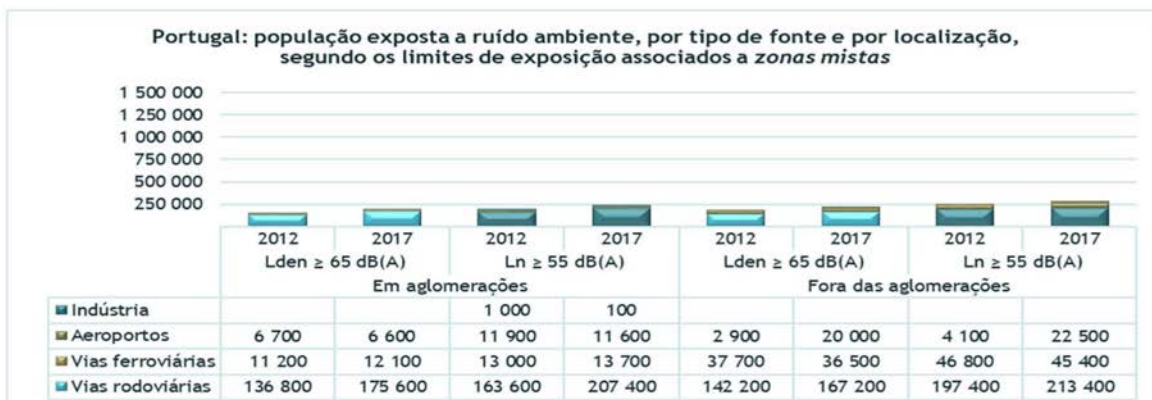 Portugal: população exposta a ruído ambiente, por tipo de fonte e por localização,
segundo os limites de exposição associados a zonas mistas
1 500 000
1 250 000
1 000 000
750 000
500 000
250 000
2012 2017 2012 2017 2012 2017 2012 2017
Lden ≥ 65 dB(A) Ln ≥ 55 dB(A) Lden ≥ 65 dB(A) Ln ≥ 55 dB(A)
Em aglomerações Fora das aglomerações
Indústria 1 000 100
Aeroportos 6 700 6 600 11 900 11 600 2 900 20 000 4 100 22 500
Vias ferroviárias 11 200 12 100 13 000 13 700 37 700 36 500 46 800 45 400
Vias rodoviárias 136 800 175 600 163 600 207 400 142 200 167 200 197 400 213 400